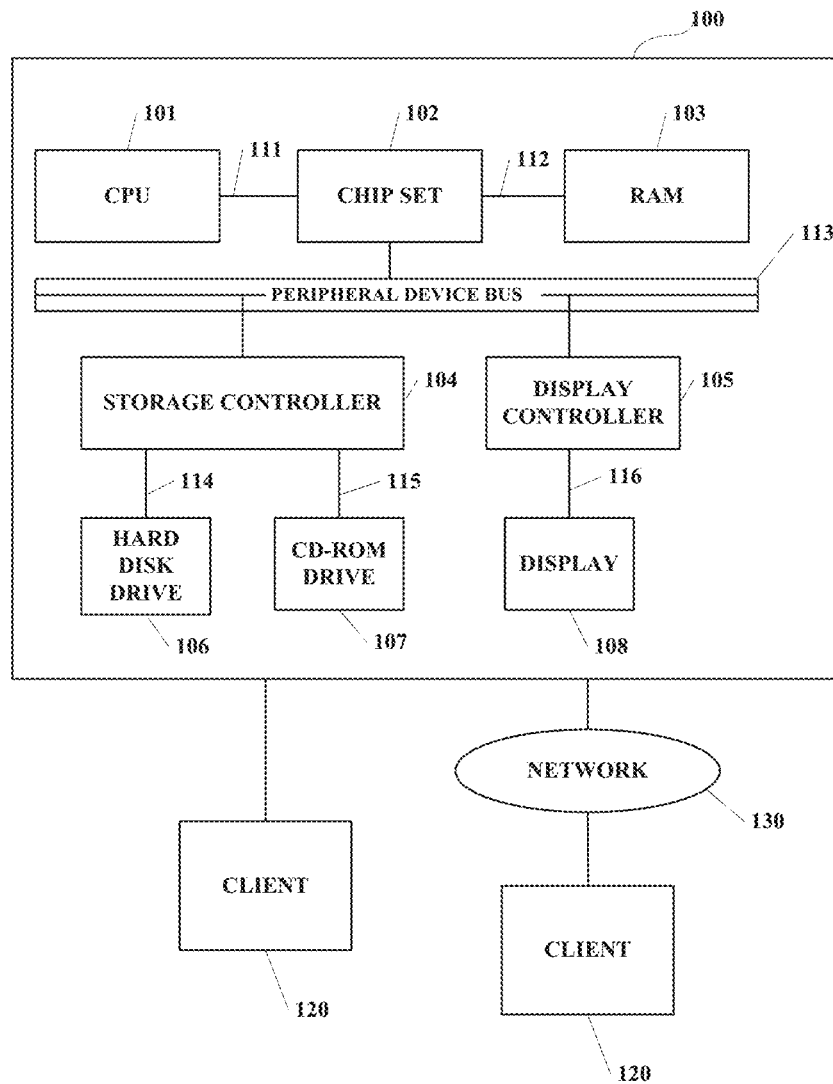 100
101
102
103
111
112
CPU
CHIP SET
RAM
113
PERIPHERAL DEVICE BUS
104
105
STORAGE CONTROLLER
DISPLAY
CONTROLLER
114
115
116
HARD
DISK
DRIVE
CD-ROM
DRIVE
DISPLAY
106
107
108
NETWORK
130
CLIENT
CLIENT
120
120